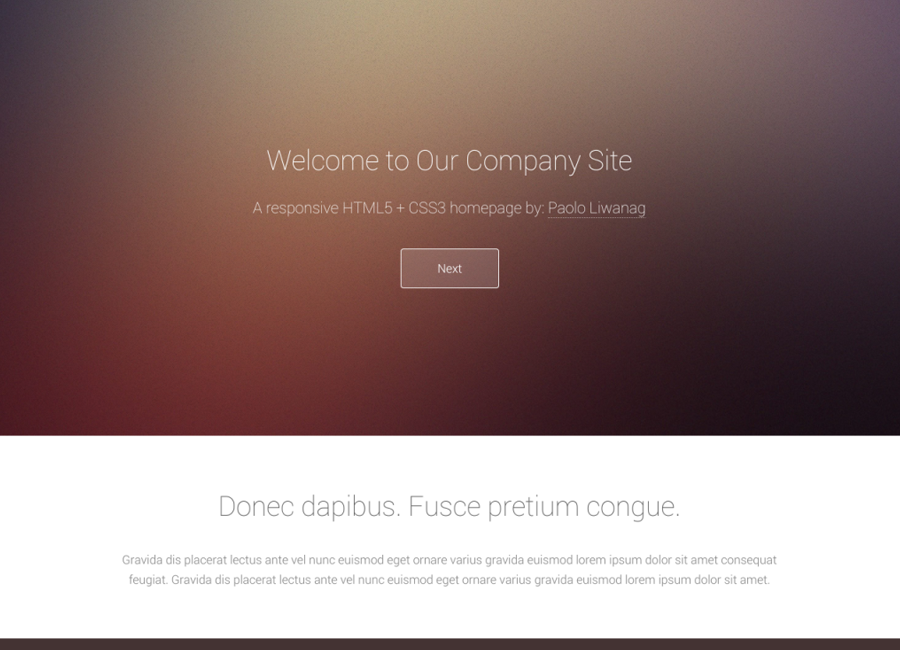 Welcome to Our Company Site
A responsive HTML5 + CSS3 homepage by: Paolo Liwanag
Next
Donec dapibus. Fusce pretium congue.
Gravida dis placerat lectus ante vel nunc euismod eget ornare varius gravida euismod lorem ipsum dolor sit amet consequat
feugiat. Gravida dis placerat lectus ante vel nunc euismod eget ornare varius gravida euismod lorem ipsum dolor sit amet.